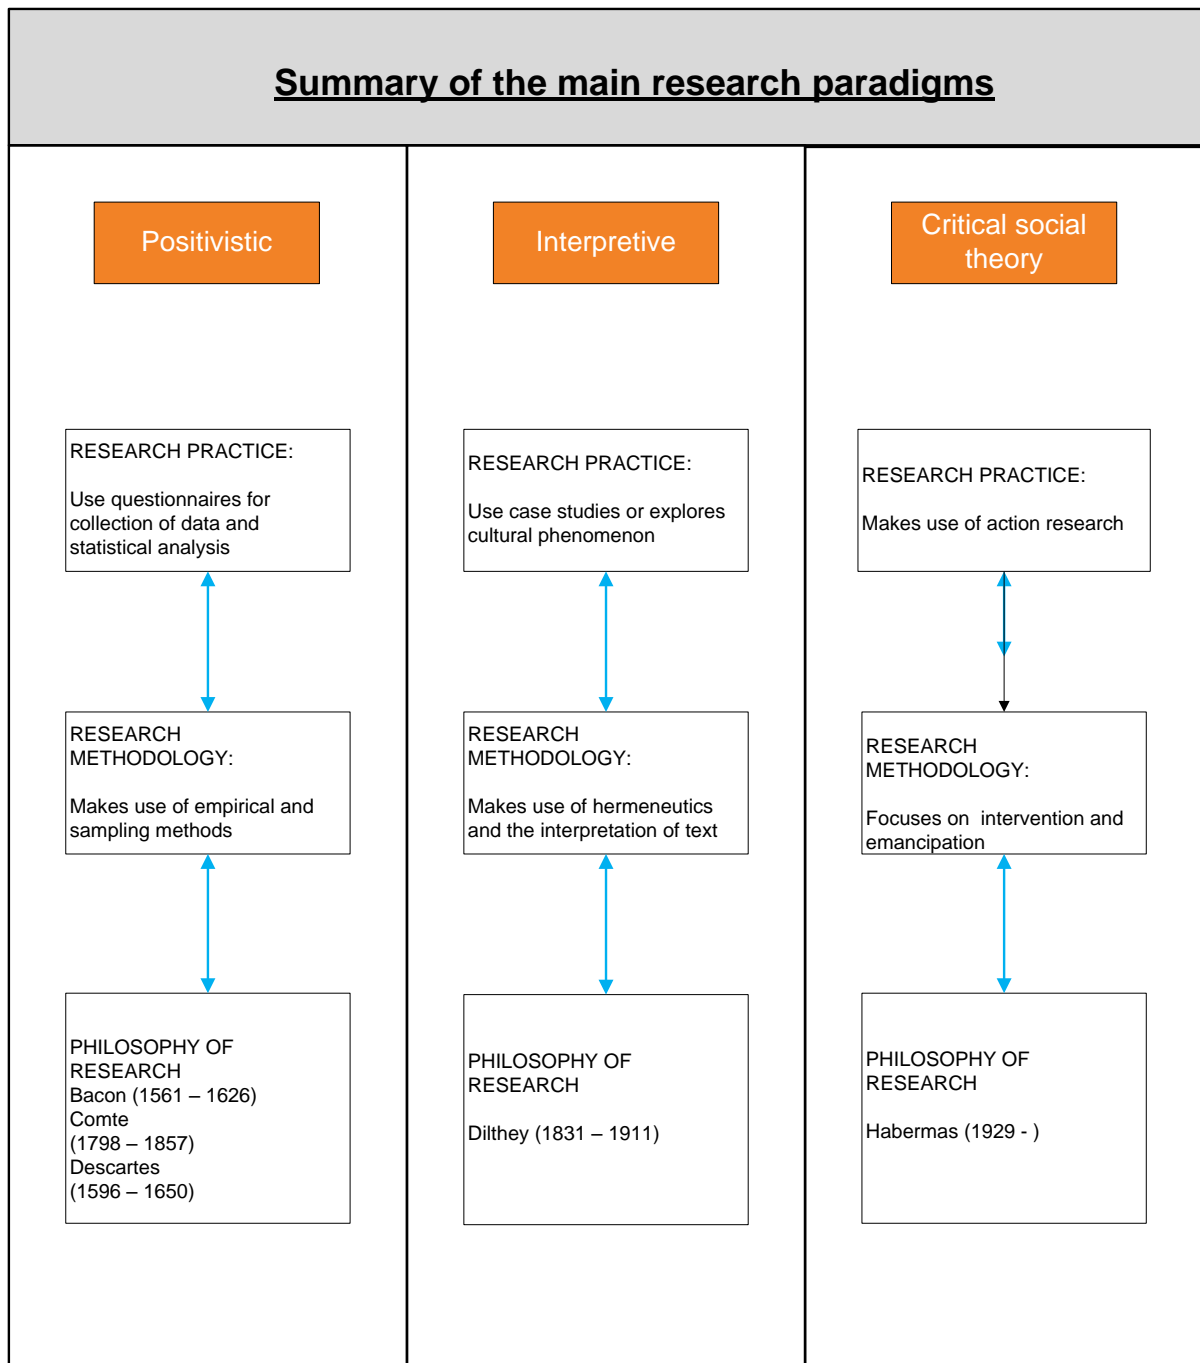 Summary of the main research paradigms
Positivistic
RESEARCH PRACTICE:
Use questionnaires for
collection of data and
statistical analysis
RESEARCH
METHODOLOGY:
Makes use of empirical and
sampling methods
PHILOSOPHY OF
RESEARCH
Bacon (1561 – 1626)
Comte
(1798 – 1857)
Descartes
(1596 – 1650)
Interpretive
RESEARCH PRACTICE:
Use case studies or explores
cultural phenomenon
RESEARCH
METHODOLOGY:
Makes use of hermeneutics
and the interpretation of text
PHILOSOPHY OF
RESEARCH
Dilthey (1831 – 1911)
Critical social
theory
RESEARCH PRACTICE:
Makes use of action research
RESEARCH
METHODOLOGY:
Focuses on  intervention and
emancipation
PHILOSOPHY OF
RESEARCH
Habermas (1929 - )